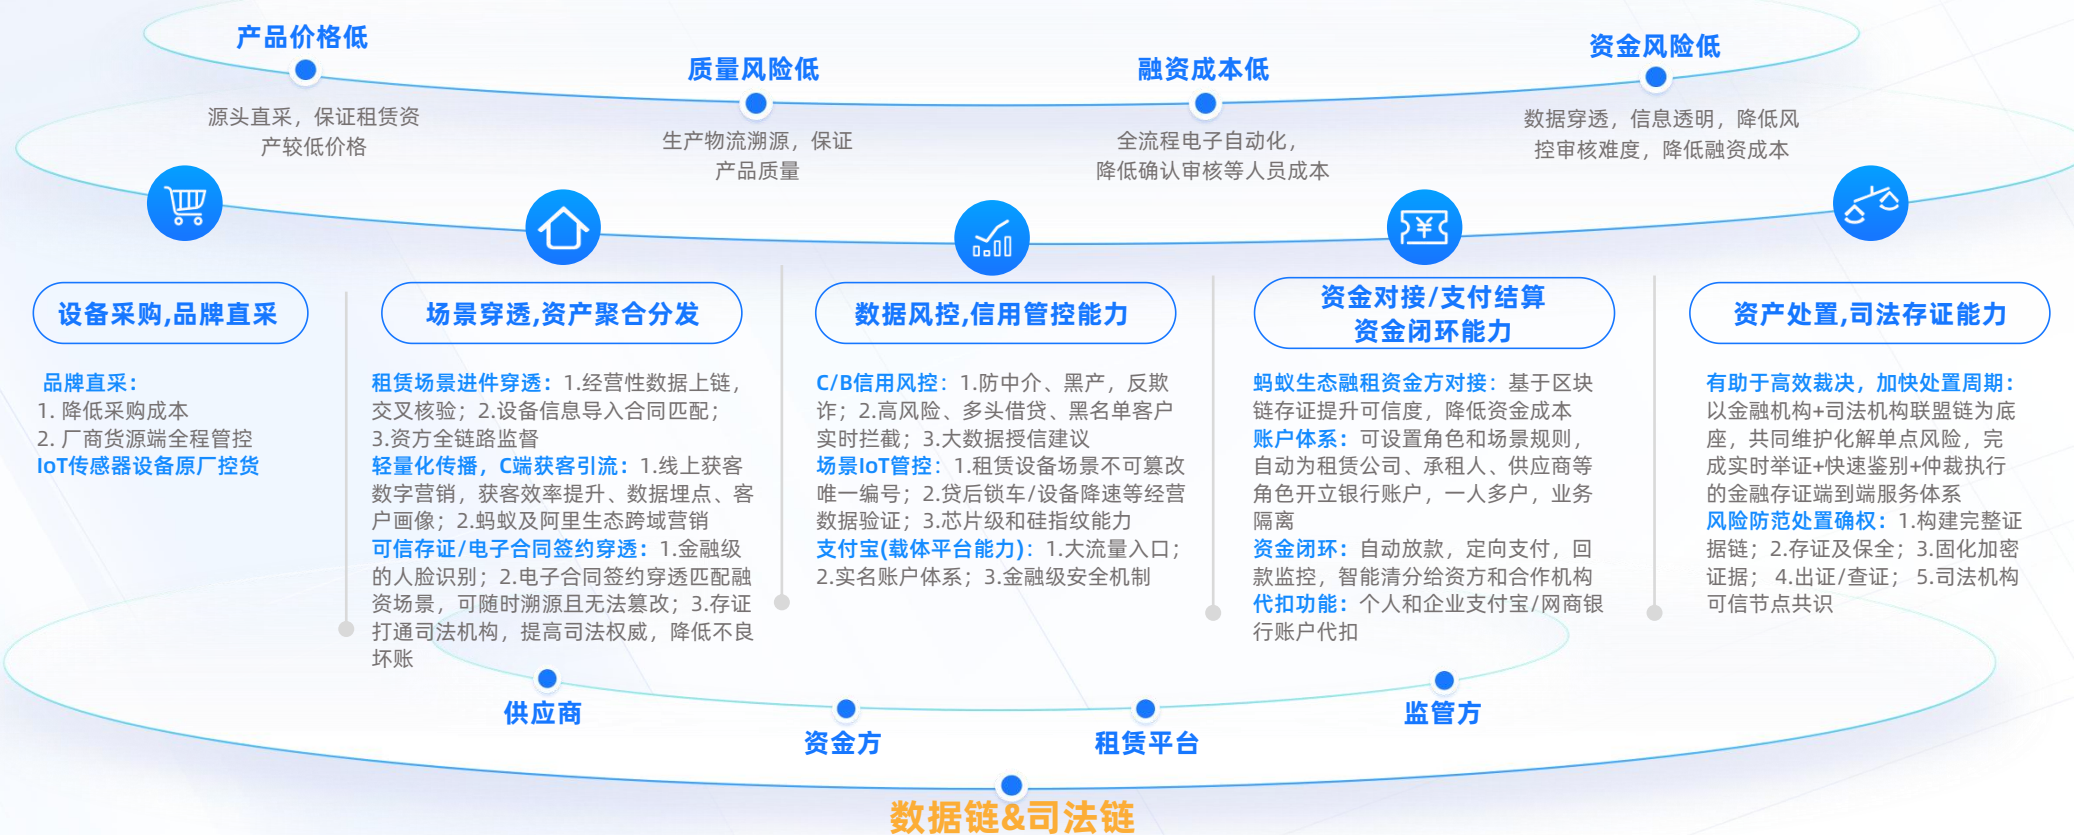 产品价格低
源头直采，保证租赁资
产较低价格
质量风险低
生产物流溯源，保证
产品质量
融资成本低
全流程电子自动化，
降低确认审核等人员成本
资金风险低
数据穿透，信息透明，降低风
控审核难度，降低融资成本
设备采购,品牌直采
品牌直采：
1. 降低采购成本
2. 厂商货源端全程管控
IoT传感器设备原厂控货
场景穿透,资产聚合分发
租赁场景进件穿透：1.经营性数据上链，
交叉核验；2.设备信息导入合同匹配；
3.资方全链路监督
轻量化传播，C端获客引流：1.线上获客
数字营销，获客效率提升、数据埋点、客
户画像；2.蚂蚁及阿里生态跨域营销
可信存证/电子合同签约穿透：1.金融级
的人脸识别；2.电子合同签约穿透匹配融
资场景，可随时溯源且无法篡改；3.存证
打通司法机构，提高司法权威，降低不良
坏账
数据风控,信用管控能力
C/B信用风控：1.防中介、黑产，反欺
诈；2.高风险、多头借贷、黑名单客户
实时拦截；3.大数据授信建议
场景IoT管控：1.租赁设备场景不可篡改
唯一编号；2.贷后锁车/设备降速等经营
数据验证；3.芯片级和硅指纹能力
支付宝(载体平台能力)：1.大流量入口；
2.实名账户体系；3.金融级安全机制
资金对接/支付结算
资金闭环能力
蚂蚁生态融租资金方对接：基于区块
链存证提升可信度，降低资金成本
账户体系：可设置角色和场景规则，
自动为租赁公司、承租人、供应商等
角色开立银行账户，一人多户，业务
隔离
资金闭环：自动放款，定向支付，回
款监控，智能清分给资方和合作机构
代扣功能：个人和企业支付宝/网商银
行账户代扣
资产处置,司法存证能力
有助于高效裁决，加快处置周期：
以金融机构+司法机构联盟链为底
座，共同维护化解单点风险，完
成实时举证+快速鉴别+仲裁执行
的金融存证端到端服务体系
风险防范处置确权：1.构建完整证
据链；2.存证及保全；3.固化加密
证据； 4.出证/查证； 5.司法机构
可信节点共识
供应商
资金方
租赁平台
监管方
数据链&司法链